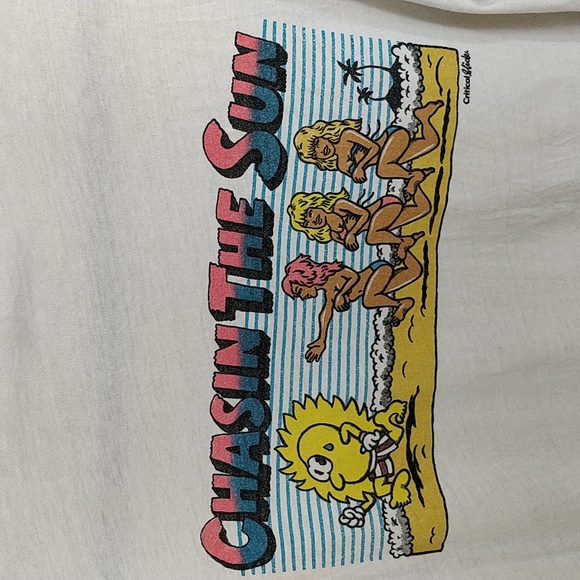 CHASIN THE SUN
Critical Slide